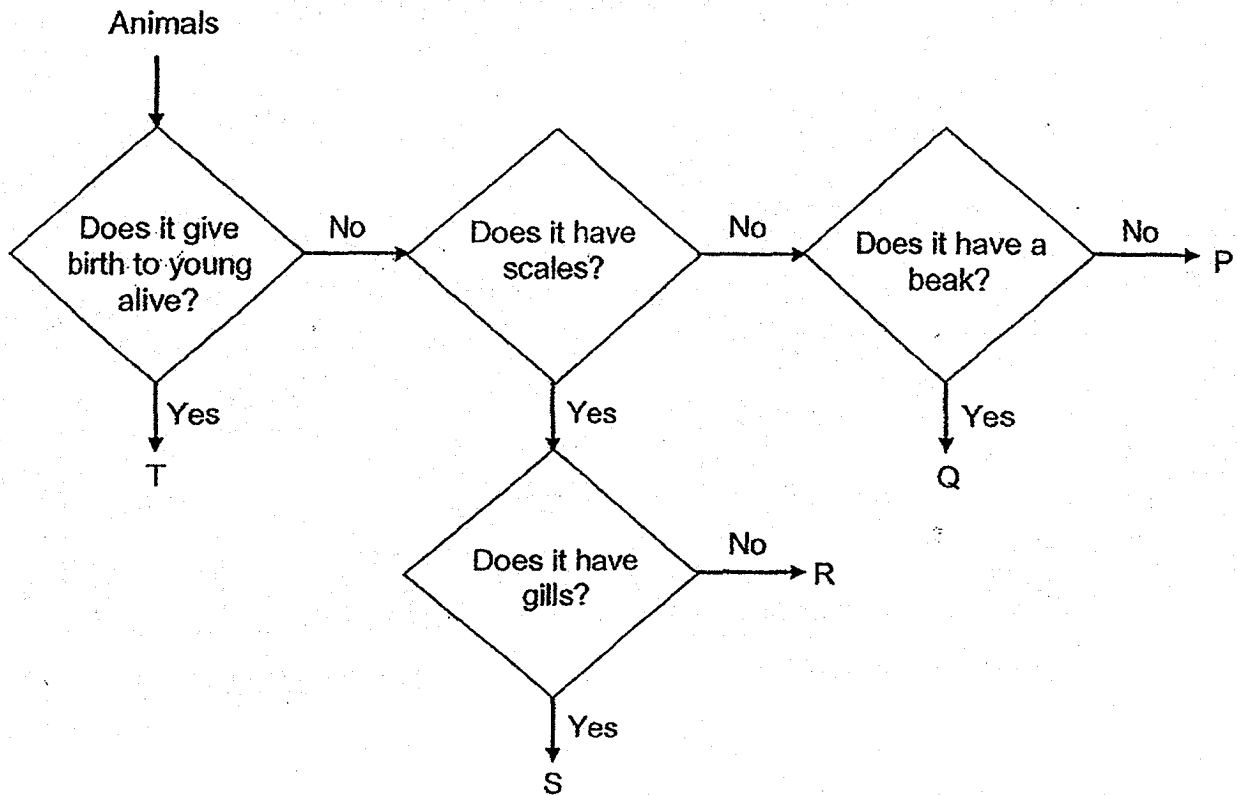 Animals
Does it give
birth to young
alive?
No
Does it have
scales?
No
Does it have a
beak?
No
P
Yes
T
Yes
Yes
Q
Does it have
gills?
No
R
Yes
S